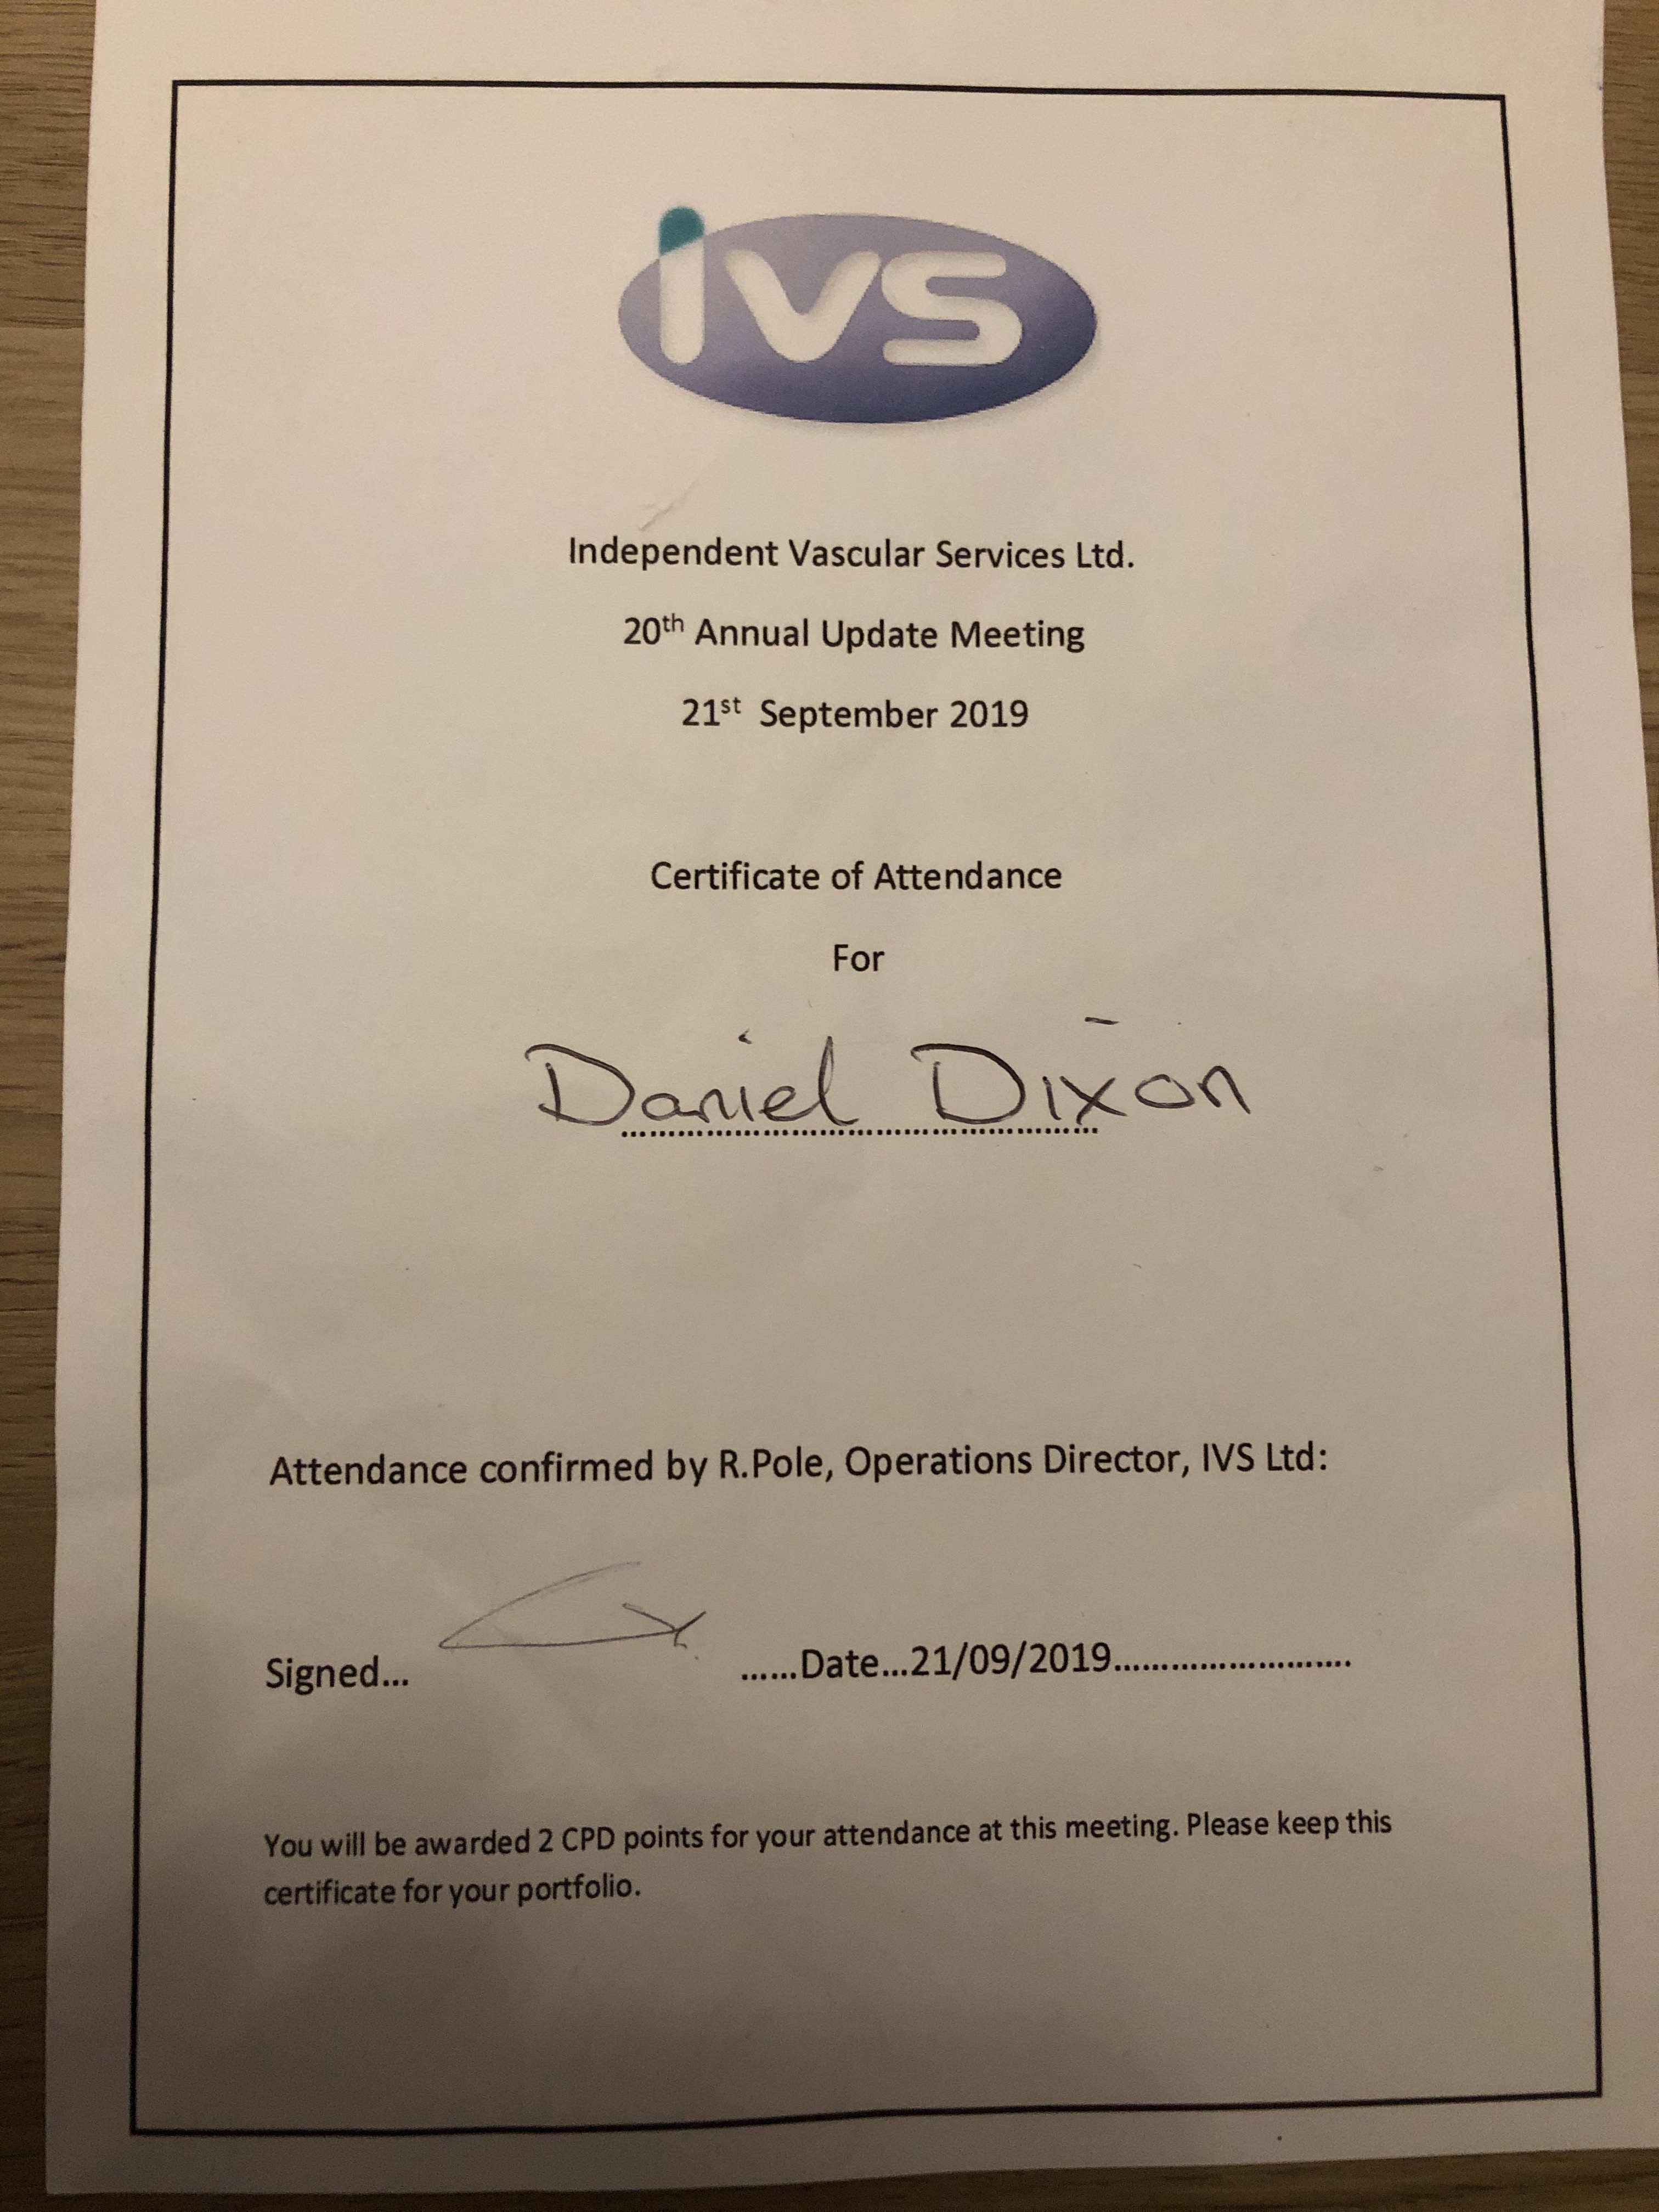 ivs
Independent Vascular Services Ltd.
20th Annual Update Meeting
21st September 2019
Certificate of Attendance
For
Daniel Dixon
Attendance confirmed by R.Pole, Operations Director, IVS Ltd:
Signed... ......Date...21/09/2019.........................
You will be awarded 2 CPD points for your attendance at this meeting. Please keep this
certificate for your portfolio.